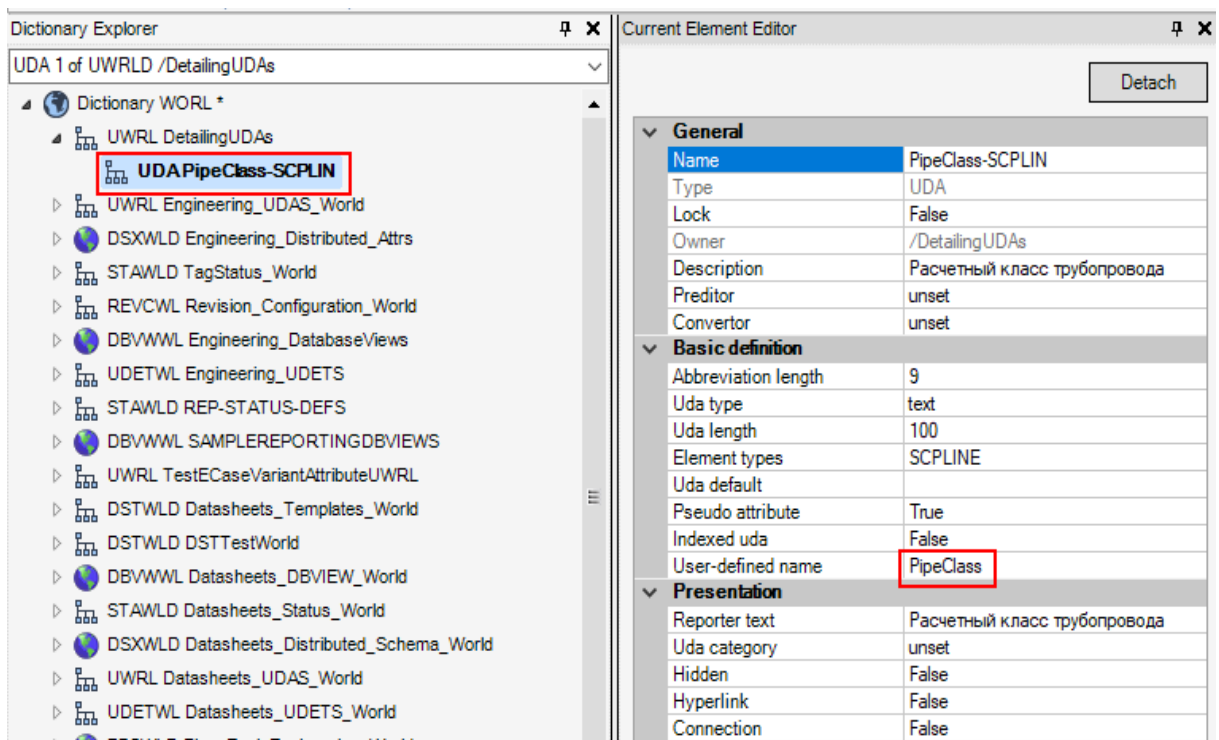 Dictionary Explorer
UDA 1 of UWRLD /DetailingUDAs
Dictionary WORL *
UWRL DetailingUDAs
UDA PipeClass-SCPLIN
UWRL Engineering_UDAS_World
DSXWLD Engineering_Distributed_Attrs
STAWLD TagStatus_World
REVCWL Revision_Configuration_World
DBVWWL Engineering_DatabaseViews
UDETWL Engineering_UDETS
STAWLD REP-STATUS-DEFS
DBVWWL SAMPLEREPORTINGDBVIEWS
UWRL TestECaseVariantAttributeUWRL
DSTWLD Datasheets_Templates_World
DSTWLD DSTTestWorld
DBVWWL Datasheets_DBVIEW_World
STAWLD Datasheets_Status_World
DSXWLD Datasheets_Distributed_Schema_World
UWRL Datasheets_UDAS_World
UDETWL Datasheets_UDETS_World
Current Element Editor
Detach
General
Name PipeClass-SCPLIN
Type UDA
Lock False
Owner /DetailingUDAs
Description Расчетный класс трубопровода
Preditor unset
Convertor unset
Basic definition
Abbreviation length 9
Uda type text
Uda length 100
Element types SCPLINE
Uda default
Pseudo attribute True
Indexed uda False
User-defined name PipeClass
Presentation
Reporter text Расчетный класс трубопровода
Uda category unset
Hidden False
Hyperlink False
Connection False